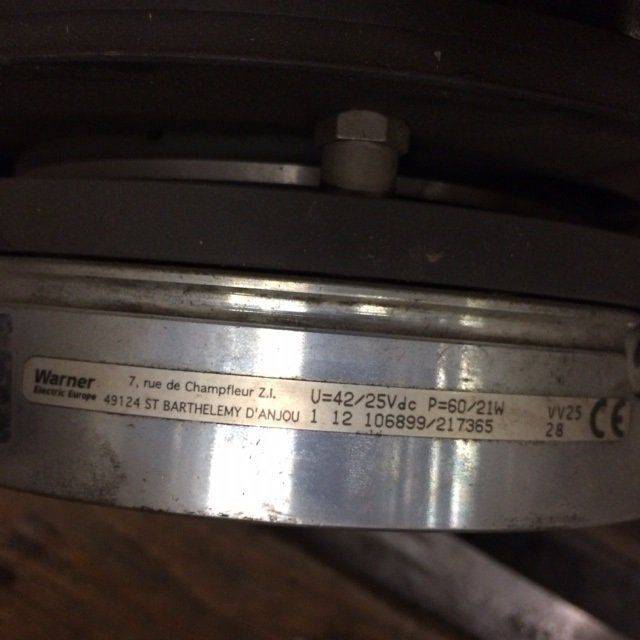 Warner
Electric Europe
7, rue de Champfleur Z.I.
49124 ST BARTHELEMY D'ANJOU
U=42/25Vdc P=60/21W VV25
1 12 106899/217365 28
CE